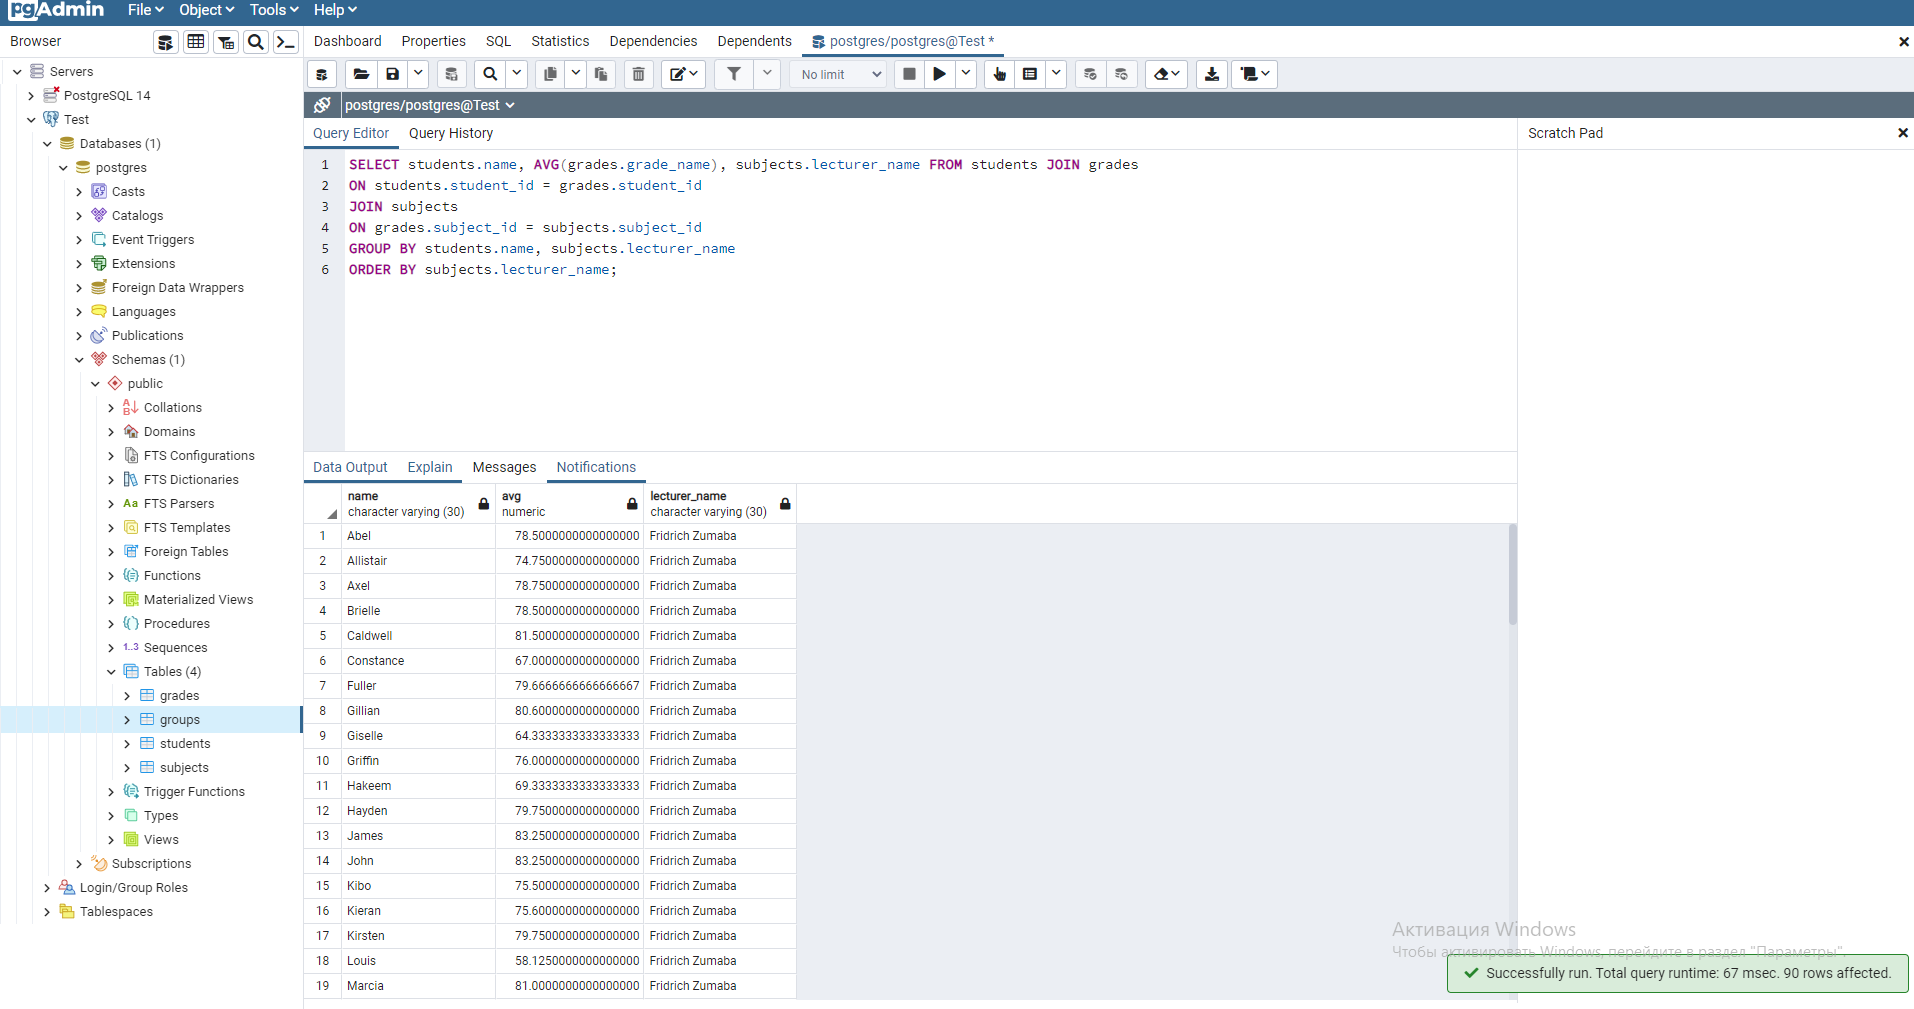 pgAdmin File Object Tools Help
Browser
Dashboard Properties SQL Statistics Dependencies Dependents postgres/postgres@Test *
No limit
postgres/postgres@Test
Query Editor Query History
Scratch Pad
Servers
PostgreSQL 14
Test
Databases (1)
postgres
Casts
Catalogs
Event Triggers
Extensions
Foreign Data Wrappers
Languages
Publications
Schemas (1)
public
Collations
Domains
FTS Configurations
FTS Dictionaries
Aa FTS Parsers
FTS Templates
Foreign Tables
Functions
Materialized Views
Procedures
1..3 Sequences
Tables (4)
grades
groups
students
subjects
Trigger Functions
Types
Views
Subscriptions
Login/Group Roles
Tablespaces
1 SELECT students.name, AVG(grades.grade_name), subjects.lecturer_name FROM students JOIN grades
2 ON students.student_id = grades.student_id
3 JOIN subjects
4 ON grades.subject_id = subjects.subject_id
5 GROUP BY students.name, subjects.lecturer_name
6 ORDER BY subjects.lecturer_name;
Data Output Explain Messages Notifications
name avg lecturer_name
character varying (30) numeric character varying (30)
1 Abel 78.5000000000000000 Fridrich Zumaba
2 Allistair 74.7500000000000000 Fridrich Zumaba
3 Axel 78.7500000000000000 Fridrich Zumaba
4 Brielle 78.5000000000000000 Fridrich Zumaba
5 Caldwell 81.5000000000000000 Fridrich Zumaba
6 Constance 67.0000000000000000 Fridrich Zumaba
7 Fuller 79.6666666666666667 Fridrich Zumaba
8 Gillian 80.6000000000000000 Fridrich Zumaba
9 Giselle 64.3333333333333333 Fridrich Zumaba
10 Griffin 76.0000000000000000 Fridrich Zumaba
11 Hakeem 69.3333333333333333 Fridrich Zumaba
12 Hayden 79.7500000000000000 Fridrich Zumaba
13 James 83.2500000000000000 Fridrich Zumaba
14 John 83.2500000000000000 Fridrich Zumaba
15 Kibo 75.5000000000000000 Fridrich Zumaba
16 Kieran 75.6000000000000000 Fridrich Zumaba
17 Kirsten 79.7500000000000000 Fridrich Zumaba
18 Louis 58.1250000000000000 Fridrich Zumaba
19 Marcia 81.0000000000000000 Fridrich Zumaba
Активация Windows
Чтобы активировать Windows, перейдите в раздел "Параметры".
Successfully run. Total query runtime: 67 msec. 90 rows affected.